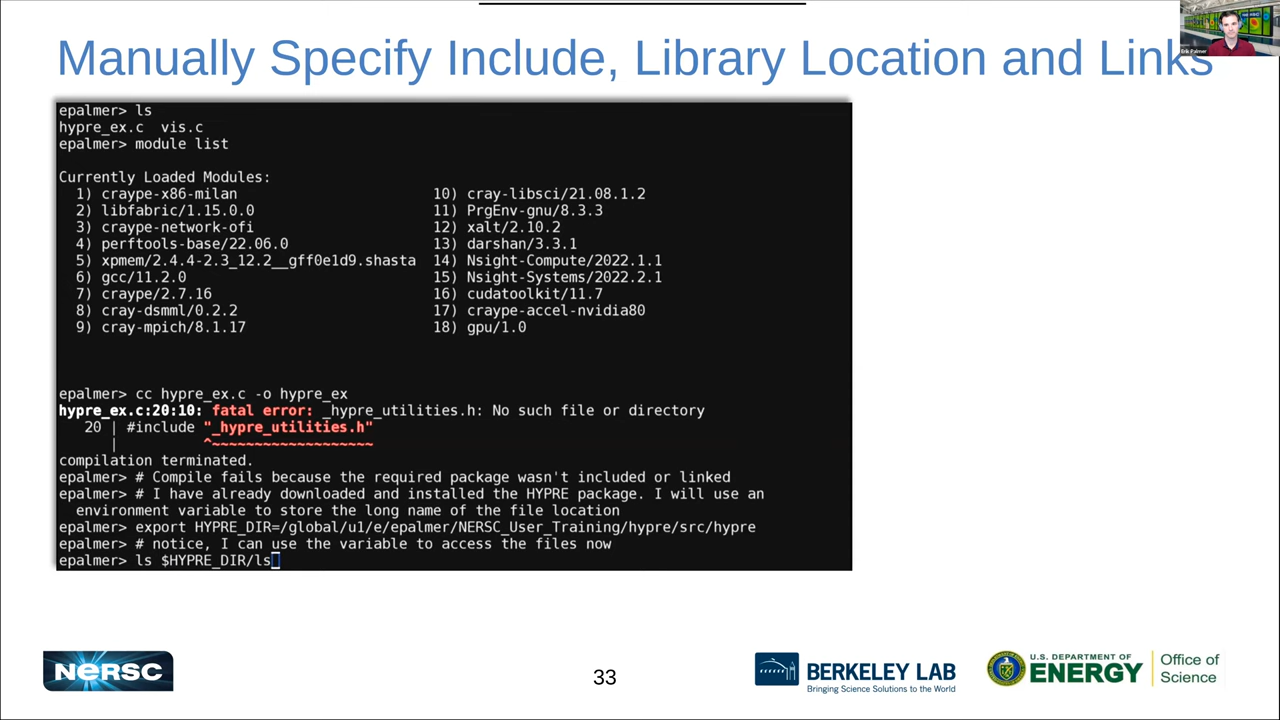 Manually Specify Include, Library Location and Links
NERSC
Erik Palmer
epalmer> ls
hypre_ex.c  vis.c
epalmer> module list
Currently Loaded Modules:
1) craype-x86-milan 10) cray-libsci/21.08.1.2
2) libfabric/1.15.0.0 11) PrgEnv-gnu/8.3.3
3) craype-network-ofi 12) xalt/2.10.2
4) perftools-base/22.06.0 13) darshan/3.3.1
5) xpmem/2.4.4-2.3_12.2__gff0e1d9.shasta 14) Nsight-Compute/2022.1.1
6) gcc/11.2.0 15) Nsight-Systems/2022.2.1
7) craype/2.7.16 16) cudatoolkit/11.7
8) cray-dsmml/0.2.2 17) craype-accel-nvidia80
9) cray-mpich/8.1.17 18) gpu/1.0
epalmer> cc hypre_ex.c -o hypre_ex
hypre_ex.c:20:10: fatal error: _hypre_utilities.h: No such file or directory
20 | #include "_hypre_utilities.h"
| ^~~~~~~~~~~~~~~~~~~~
compilation terminated.
epalmer> # Compile fails because the required package wasn't included or linked
epalmer> # I have already downloaded and installed the HYPRE package. I will use an
environment variable to store the long name of the file location
epalmer> export HYPRE_DIR=/global/u1/e/epalmer/NERSC_User_Training/hypre/src/hypre
epalmer> # notice, I can use the variable to access the files now
epalmer> ls $HYPRE_DIR/ls
NERSC
33
BERKELEY LAB
Bringing Science Solutions to the World
U.S. DEPARTMENT OF
ENERGY
Office of
Science